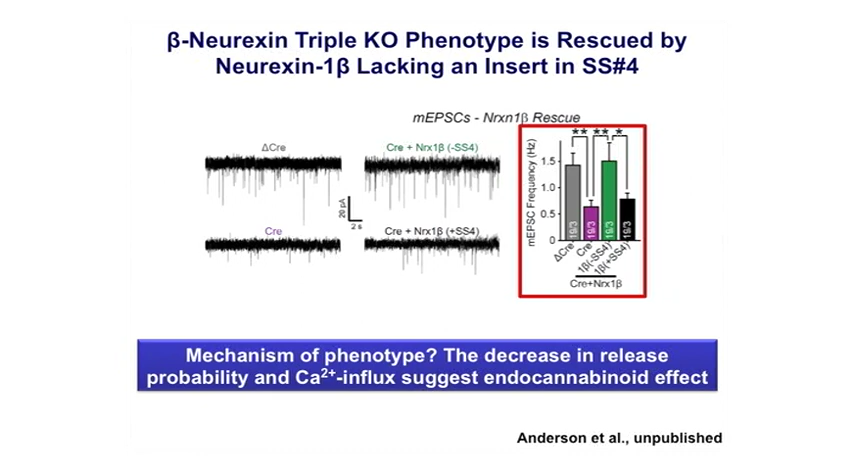 β-Neurexin Triple KO Phenotype is Rescued by
Neurexin-1β Lacking an Insert in SS#4
mEPSCs - Nrxn1β Rescue
ΔCre
Cre + Nrx1β (-SS4)
20 pA
2 s
Cre
Cre + Nrx1β (+SS4)
** ** *
mEPSC Frequency (Hz)
1.5
1.0
0.5
0
19/3
19/3
19/3
19/3
ΔCre
Cre
1β(-SS4)
1β(+SS4)
Cre+Nrx1β
Mechanism of phenotype? The decrease in release
probability and Ca²⁺-influx suggest endocannabinoid effect
Anderson et al., unpublished